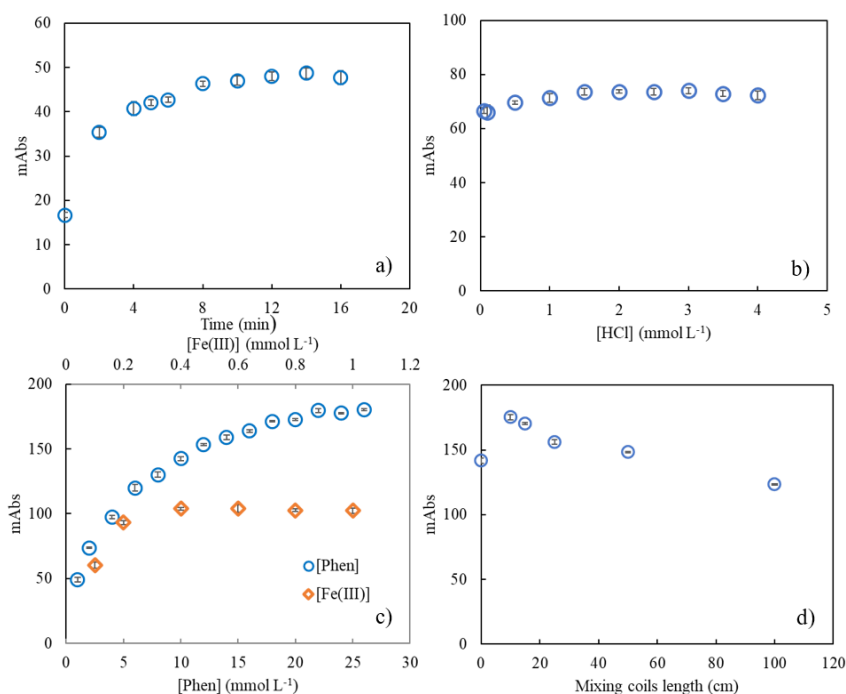 60
50
40
30
20
10
0
mAbs
a)
0 4 8 12 16 20
Time (min)
100
80
60
40
20
0
mAbs
b)
0 1 2 3 4 5
[HCl] (mmol L⁻¹)
[Fe(III)] (mmol L⁻¹)
0 0.2 0.4 0.6 0.8 1 1.2
200
150
100
50
0
mAbs
[Phen]
[Fe(III)]
c)
0 5 10 15 20 25 30
[Phen] (mmol L⁻¹)
200
150
100
50
0
mAbs
d)
0 20 40 60 80 100 120
Mixing coils length (cm)